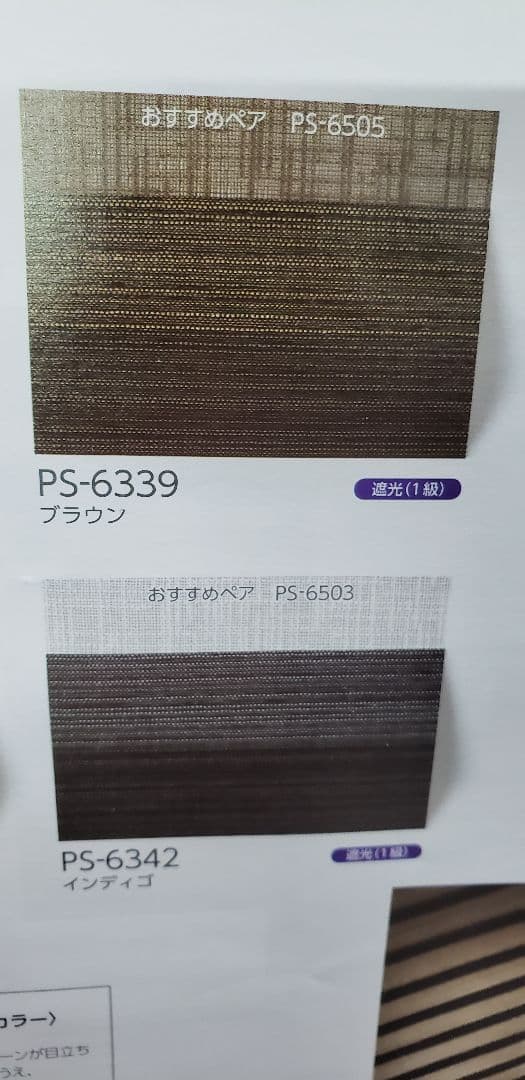 おすすめペア PS-6505
PS-6339
遮光(1級)
ブラウン
おすすめペア PS-6503
PS-6342
遮光(1級)
インディゴ
カラー〉
ーンが目立ち
うえ、